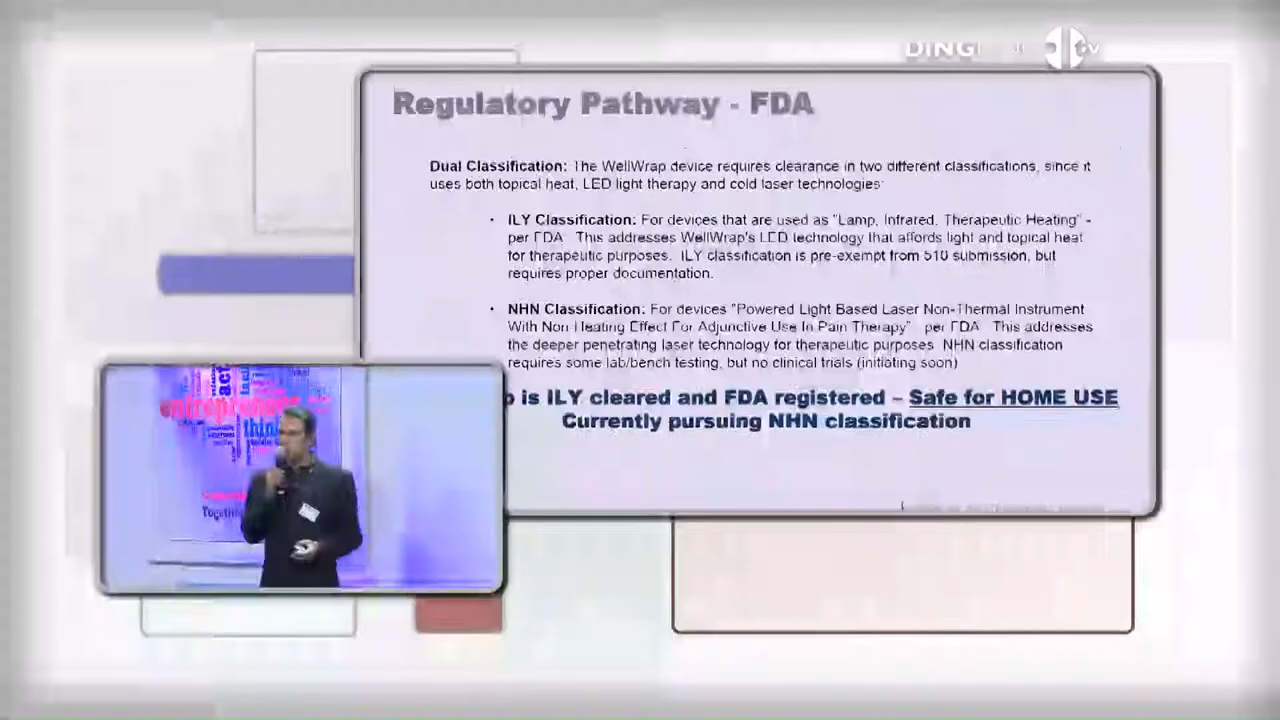 DING
tv
Regulatory Pathway - FDA
Dual Classification: The WellWrap device requires clearance in two different classifications, since it
uses both topical heat, LED light therapy and cold laser technologies:
· ILY Classification: For devices that are used as "Lamp, Infrared, Therapeutic Heating" -
per FDA. This addresses WellWrap's LED technology that affords light and topical heat
for therapeutic purposes. ILY classification is pre-exempt from 510 submission, but
requires proper documentation.
· NHN Classification: For devices "Powered Light Based Laser Non-Thermal Instrument
With Non Heating Effect For Adjunctive Use In Pain Therapy" per FDA. This addresses
the deeper penetrating laser technology for therapeutic purposes. NHN classification
requires some lab/bench testing, but no clinical trials (initiating soon)
p is ILY cleared and FDA registered – Safe for HOME USE
Currently pursuing NHN classification
act
entrepreneurs
think
Together